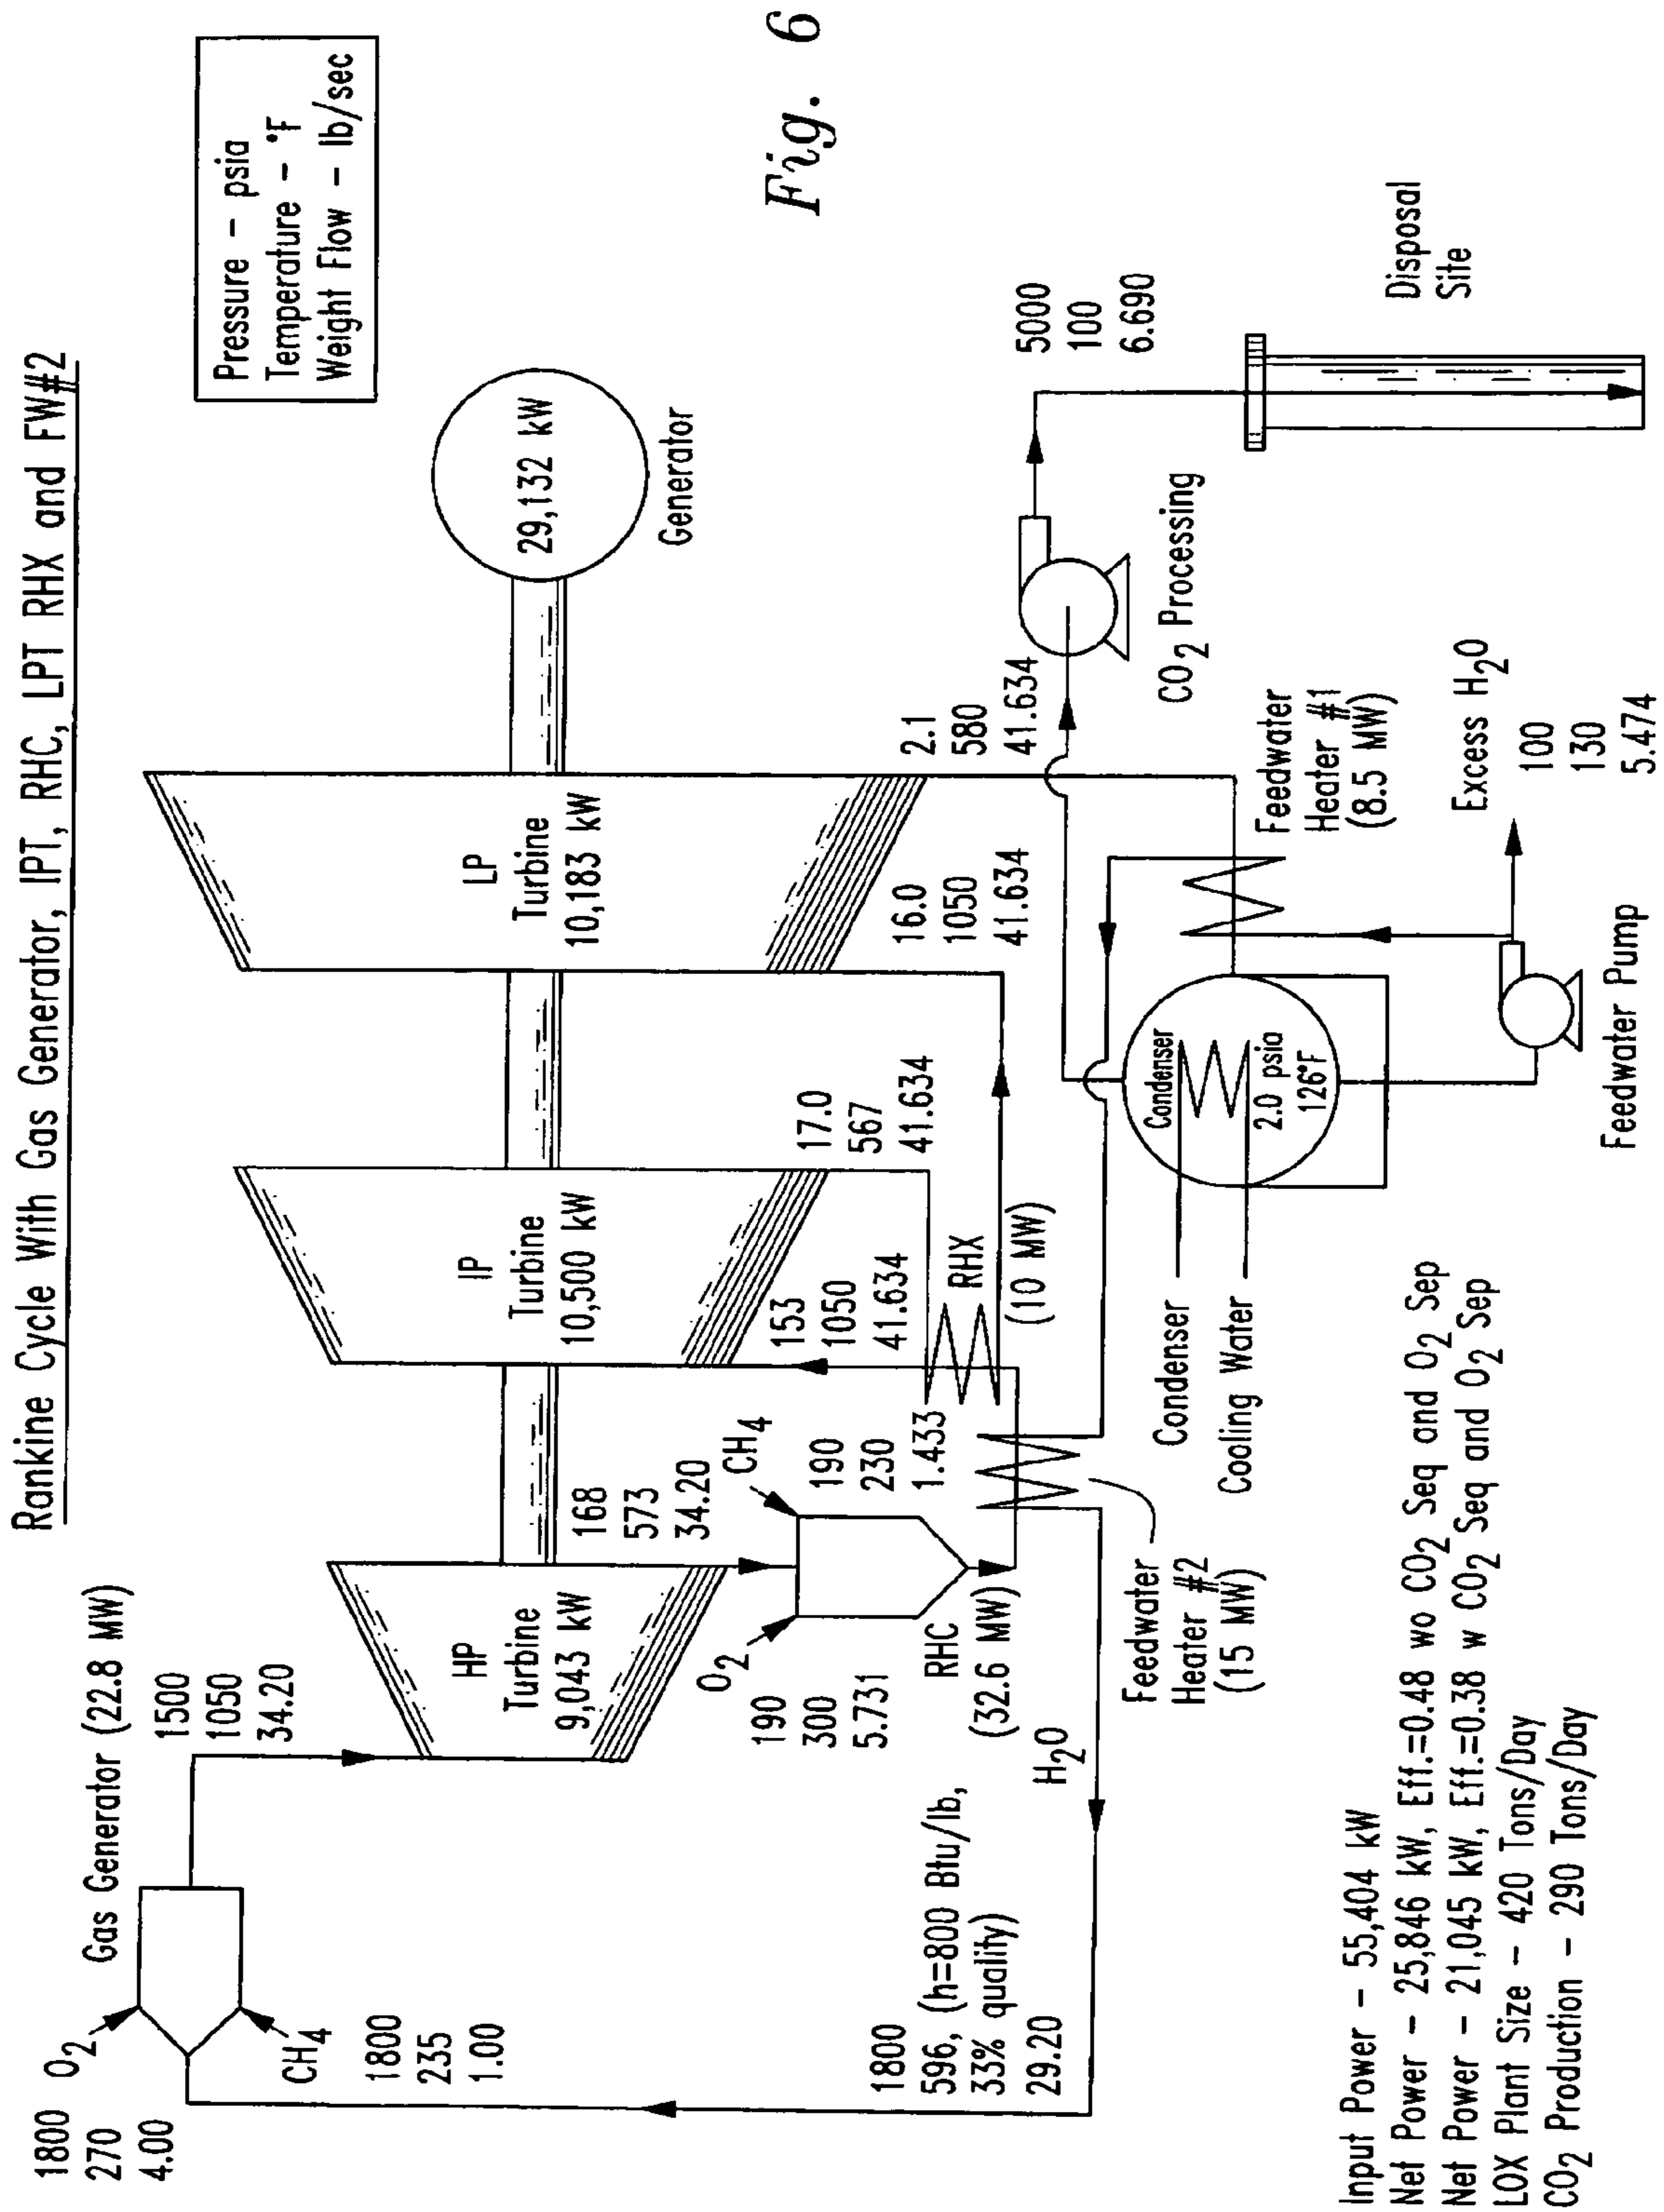 Rankine Cycle With Gas Generator, IPT, RHC, LPT RHX and FW#2
Pressure – psia
Temperature – °F
Weight Flow – lb/sec
Fig. 6
1800
270
4.00
O2
Gas Generator (22.8 MW)
CH4
1800
235
1.00
1500
1050
34.20
HP
Turbine
9,043 kW
168
573
34.20
IP
Turbine
10,500 kW
153
1050
41.634
17.0
567
41.634
LP
Turbine
10,183 kW
16.0
1050
41.634
2.1
580
41.634
29,132 kW
Generator
O2
190
300
5.731
CH4
190
230
1.433
RHC
(32.6 MW)
RHX
(10 MW)
Feedwater
Heater #2
(15 MW)
H2O
1800
596, (h=800 Btu/lb,
33% quality)
29.20
Condenser
2.0 psia
126°F
Condenser
Cooling Water
Feedwater
Heater #1
(8.5 MW)
Feedwater Pump
Excess H2O
100
130
5.474
CO2 Processing
5000
100
6.690
Disposal
Site
Input Power – 55,404 kW
Net Power – 25,846 kW, Eff.=0.48 wo CO2 Seq and O2 Sep
Net Power – 21,045 kW, Eff.=0.38 w CO2 Seq and O2 Sep
LOX Plant Size – 420 Tons/Day
CO2 Production – 290 Tons/Day